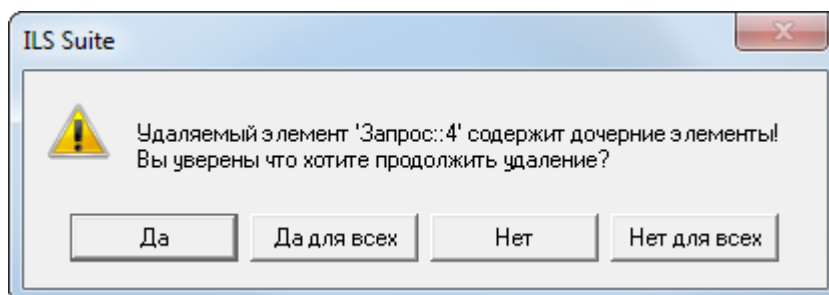 ILS Suite
Удаляемый элемент 'Запрос::4' содержит дочерние элементы!
Вы уверены что хотите продолжить удаление?
Да
Да для всех
Нет
Нет для всех